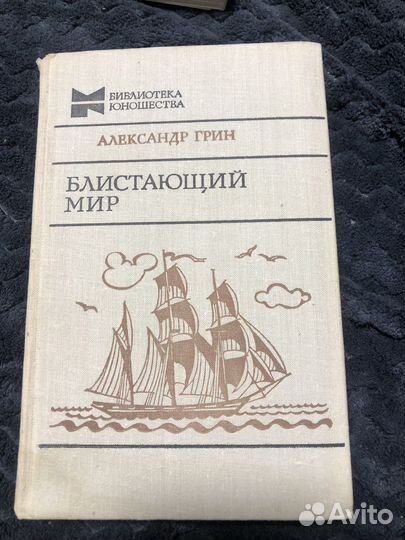 БИБЛИОТЕКА
ЮНОШЕСТВА
АЛЕКСАНДР ГРИН
БЛИСТАЮЩИЙ
МИР
Avito